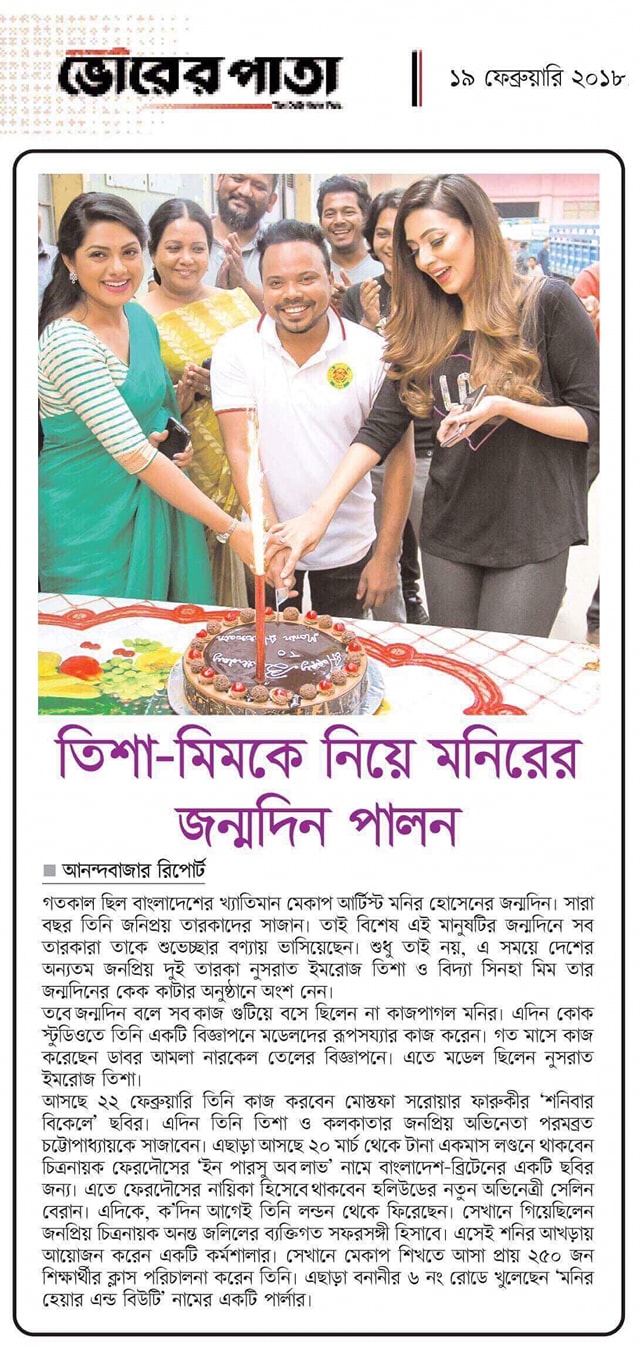 ভোরের পাতা
১৯ ফেব্রুয়ারি ২০১৮
তিশা-মিমকে নিয়ে মনিরের
জন্মদিন পালন
আনন্দবাজার রিপোর্ট
গতকাল ছিল বাংলাদেশের খ্যাতিমান মেকাপ আর্টিস্ট মনির হোসেনের জন্মদিন। সারা
বছর তিনি জনপ্রিয় তারকাদের সাজান। তাই বিশেষ এই মানুষটির জন্মদিনে সব
তারকারা তাকে শুভেচ্ছার বণ্যায় ভাসিয়েছেন। শুধু তাই নয়, এ সময়ে দেশের
অন্যতম জনপ্রিয় দুই তারকা নুসরাত ইমরোজ তিশা ও বিদ্যা সিনহা মিম তার
জন্মদিনের কেক কাটার অনুষ্ঠানে অংশ নেন।
তবে জন্মদিন বলে সব কাজ গুটিয়ে বসে ছিলেন না কাজপাগল মনির। এদিন কোক
স্টুডিওতে তিনি একটি বিজ্ঞাপনে মডেলদের রূপসয্যার কাজ করেন। গত মাসে কাজ
করেছেন ডাবর আমলা নারকেল তেলের বিজ্ঞাপনে। এতে মডেল ছিলেন নুসরাত
ইমরোজ তিশা।
আসছে ২২ ফেব্রুয়ারি তিনি কাজ করবেন মোস্তফা সরোয়ার ফারুকীর ‘শনিবার
বিকেলে’ ছবির। এদিন তিনি তিশা ও কলকাতার জনপ্রিয় অভিনেতা পরমব্রত
চট্টোপাধ্যায়কে সাজাবেন। এছাড়া আসছে ২০ মার্চ থেকে টানা একমাস লণ্ডনে থাকবেন
চিত্রনায়ক ফেরদৌসের ‘ইন পারসু অব লাভ’ নামে বাংলাদেশ-ব্রিটেনের একটি ছবির
জন্য। এতে ফেরদৌসের নায়িকা হিসেবে থাকবেন হলিউডের নতুন অভিনেত্রী সেলিন
বেরান। এদিকে, ক’দিন আগেই তিনি লন্ডন থেকে ফিরেছেন। সেখানে গিয়েছিলেন
জনপ্রিয় চিত্রনায়ক অনন্ত জলিলের ব্যক্তিগত সফরসঙ্গী হিসাবে। এসেই শনির আখড়ায়
আয়োজন করেন একটি কর্মশালার। সেখানে মেকাপ শিখতে আসা প্রায় ২৫০ জন
শিক্ষার্থীর ক্লাস পরিচালনা করেন তিনি। এছাড়া বনানীর ৬ নং রোডে খুলেছেন ‘মনির
হেয়ার এন্ড বিউটি’ নামের একটি পার্লার।